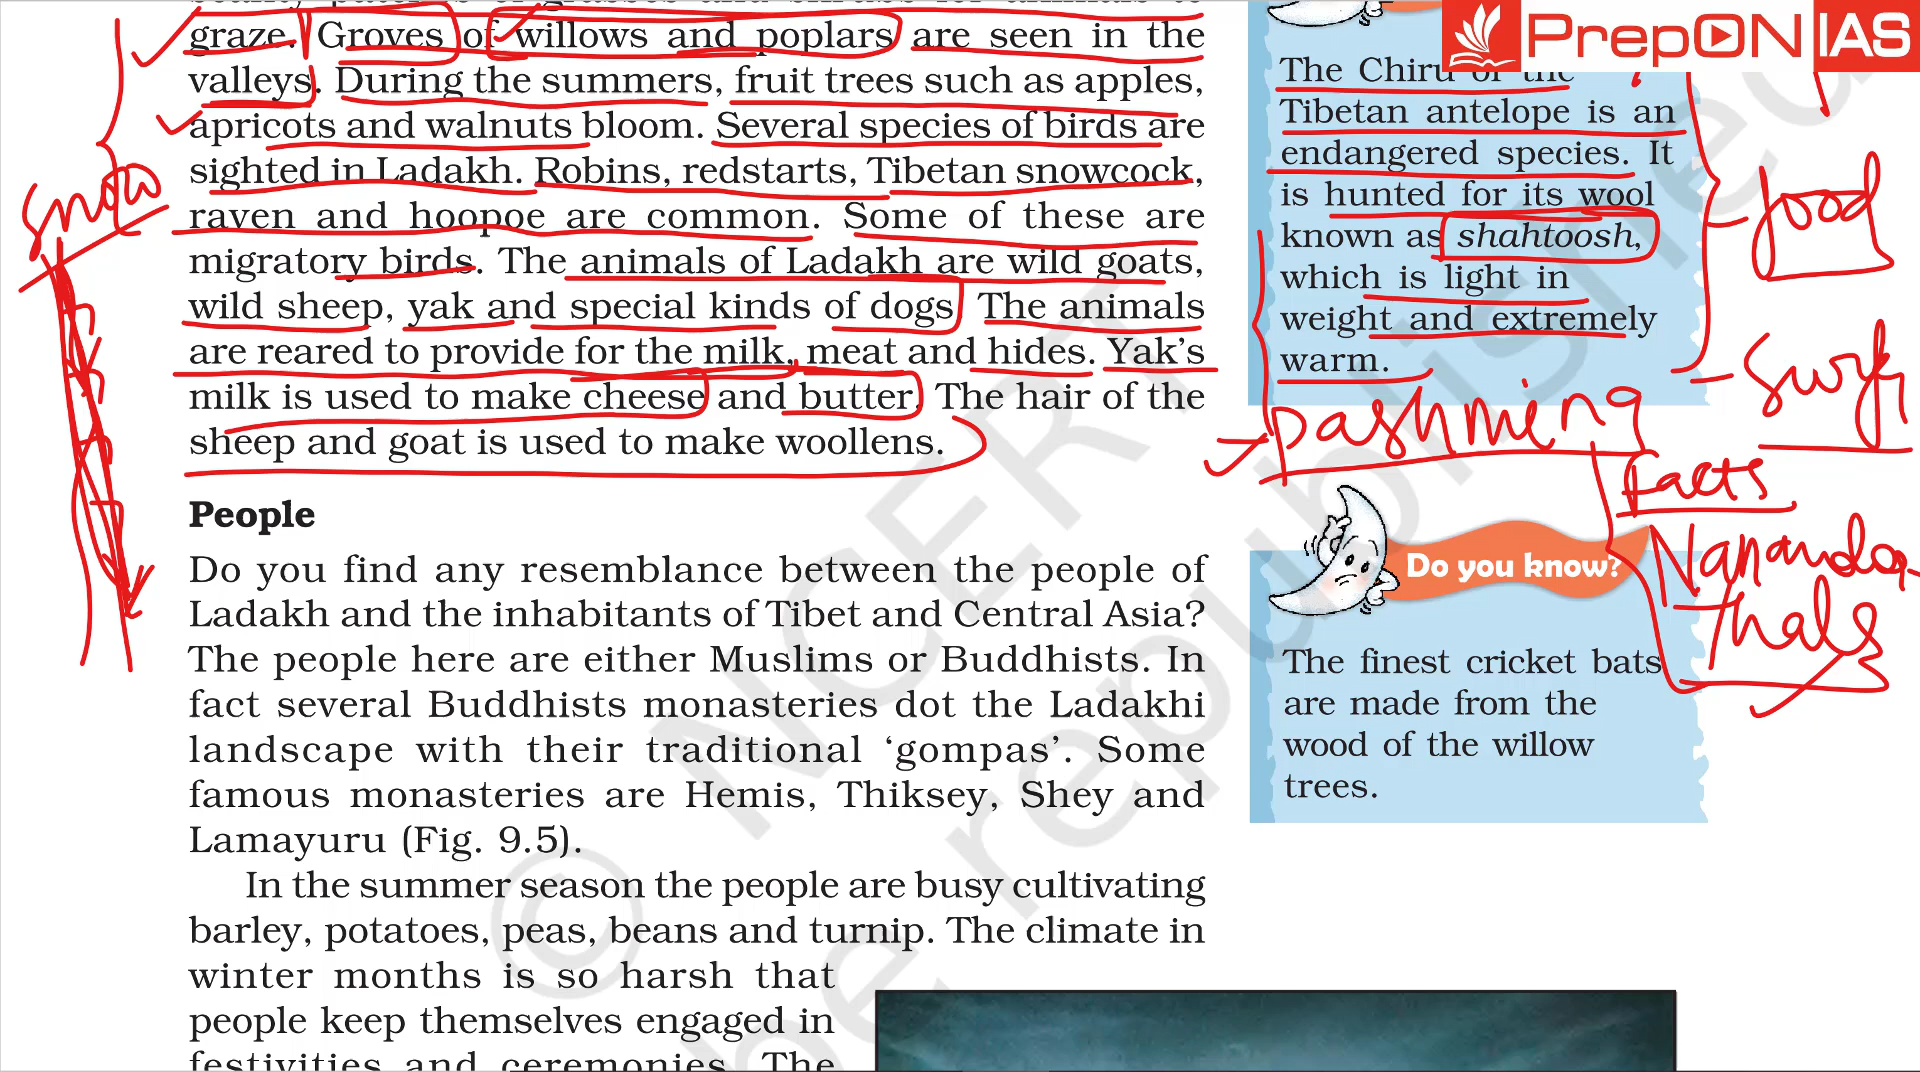 graze. Groves of willows and poplars are seen in the
valleys. During the summers, fruit trees such as apples,
apricots and walnuts bloom. Several species of birds are
sighted in Ladakh. Robins, redstarts, Tibetan snowcock,
raven and hoopoe are common. Some of these are
migratory birds. The animals of Ladakh are wild goats,
wild sheep, yak and special kinds of dogs. The animals
are reared to provide for the milk, meat and hides. Yak's
milk is used to make cheese and butter. The hair of the
sheep and goat is used to make woollens.
People
Do you find any resemblance between the people of
Ladakh and the inhabitants of Tibet and Central Asia?
The people here are either Muslims or Buddhists. In
fact several Buddhists monasteries dot the Ladakhi
landscape with their traditional ‘gompas’. Some
famous monasteries are Hemis, Thiksey, Shey and
Lamayuru (Fig. 9.5).
In the summer season the people are busy cultivating
barley, potatoes, peas, beans and turnip. The climate in
winter months is so harsh that
people keep themselves engaged in
festivities and ceremonies. The
PrepON IAS
The Chiru or the
Tibetan antelope is an
endangered species. It
is hunted for its wool
known as shahtoosh,
which is light in
weight and extremely
warm.
Do you know?
The finest cricket bats
are made from the
wood of the willow
trees.
snow
food
pashmina
Facts
© NCERT
be republished